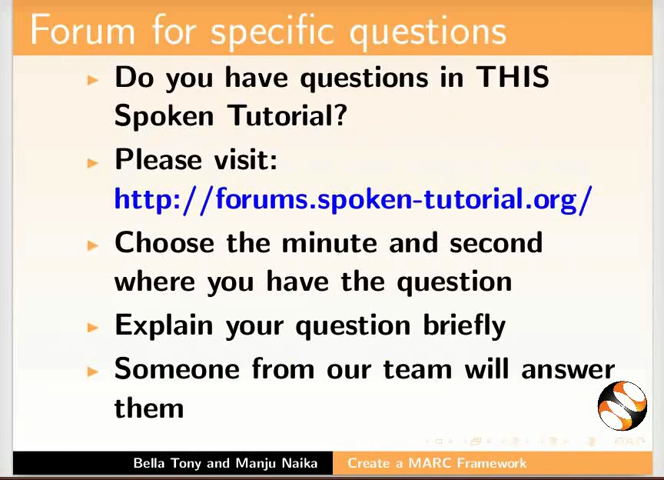 Forum for specific questions
Do you have questions in THIS
Spoken Tutorial?
Please visit:
http://forums.spoken-tutorial.org/
Choose the minute and second
where you have the question
Explain your question briefly
Someone from our team will answer
them
Bella Tony and Manju Naika
Create a MARC Framework